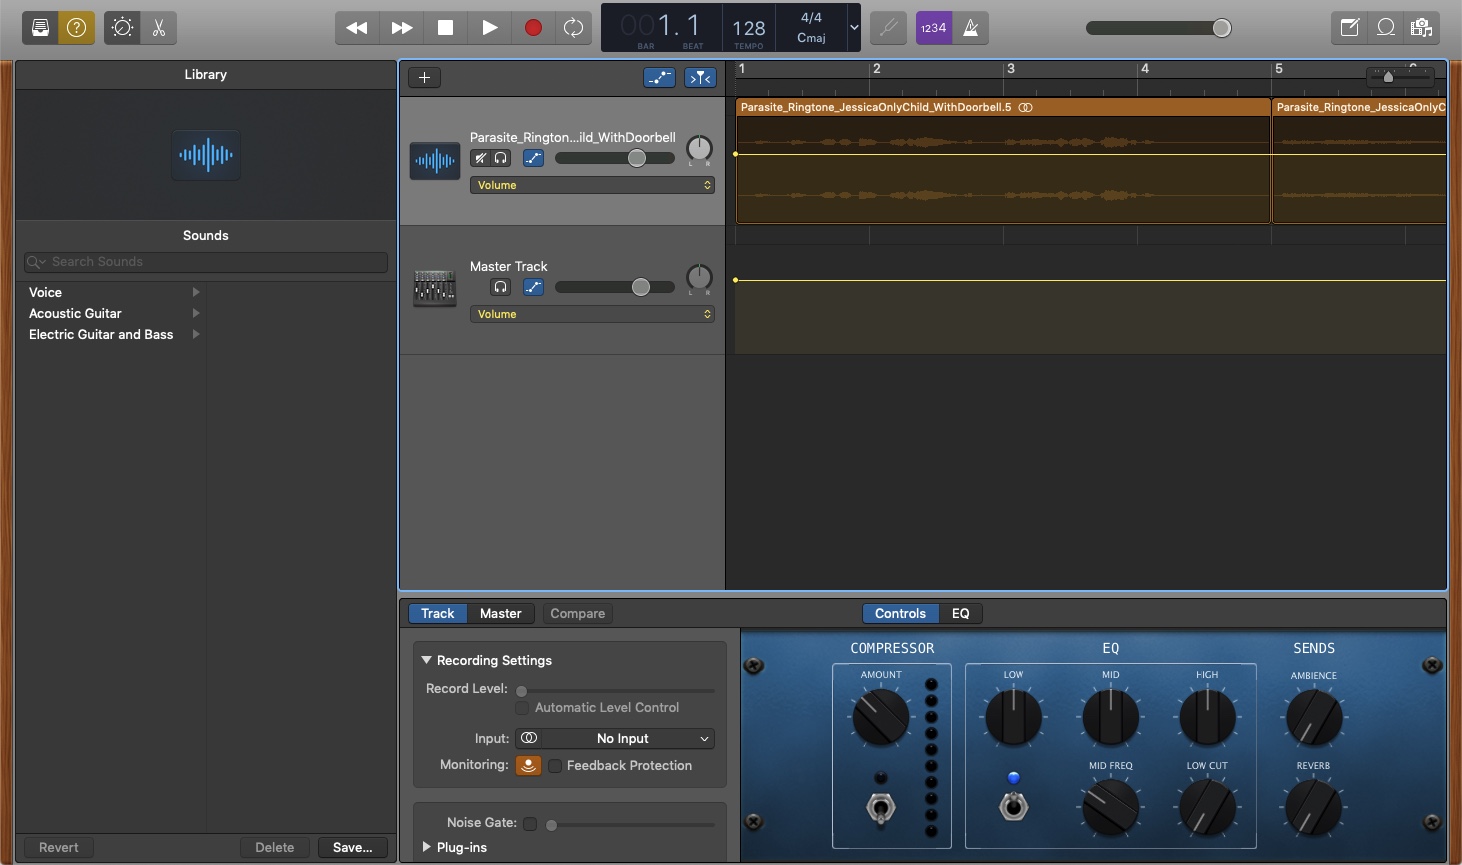 001.1
BAR
BEAT
128
TEMPO
4/4
Cmaj
1234
Library
Sounds
Search Sounds
Voice
Acoustic Guitar
Electric Guitar and Bass
Revert
Delete
Save...
1
2
3
4
5
Parasite_Rington...ild_WithDoorbell
L
R
Volume
Parasite_Ringtone_JessicaOnlyChild_WithDoorbell.5
Parasite_Ringtone_JessicaOnlyC
Master Track
L
R
Volume
Track
Master
Compare
Controls
EQ
Recording Settings
Record Level:
Automatic Level Control
Input:
No Input
Monitoring:
Feedback Protection
Noise Gate:
Plug-ins
COMPRESSOR
AMOUNT
EQ
LOW
MID
HIGH
MID FREQ
LOW CUT
SENDS
AMBIENCE
REVERB